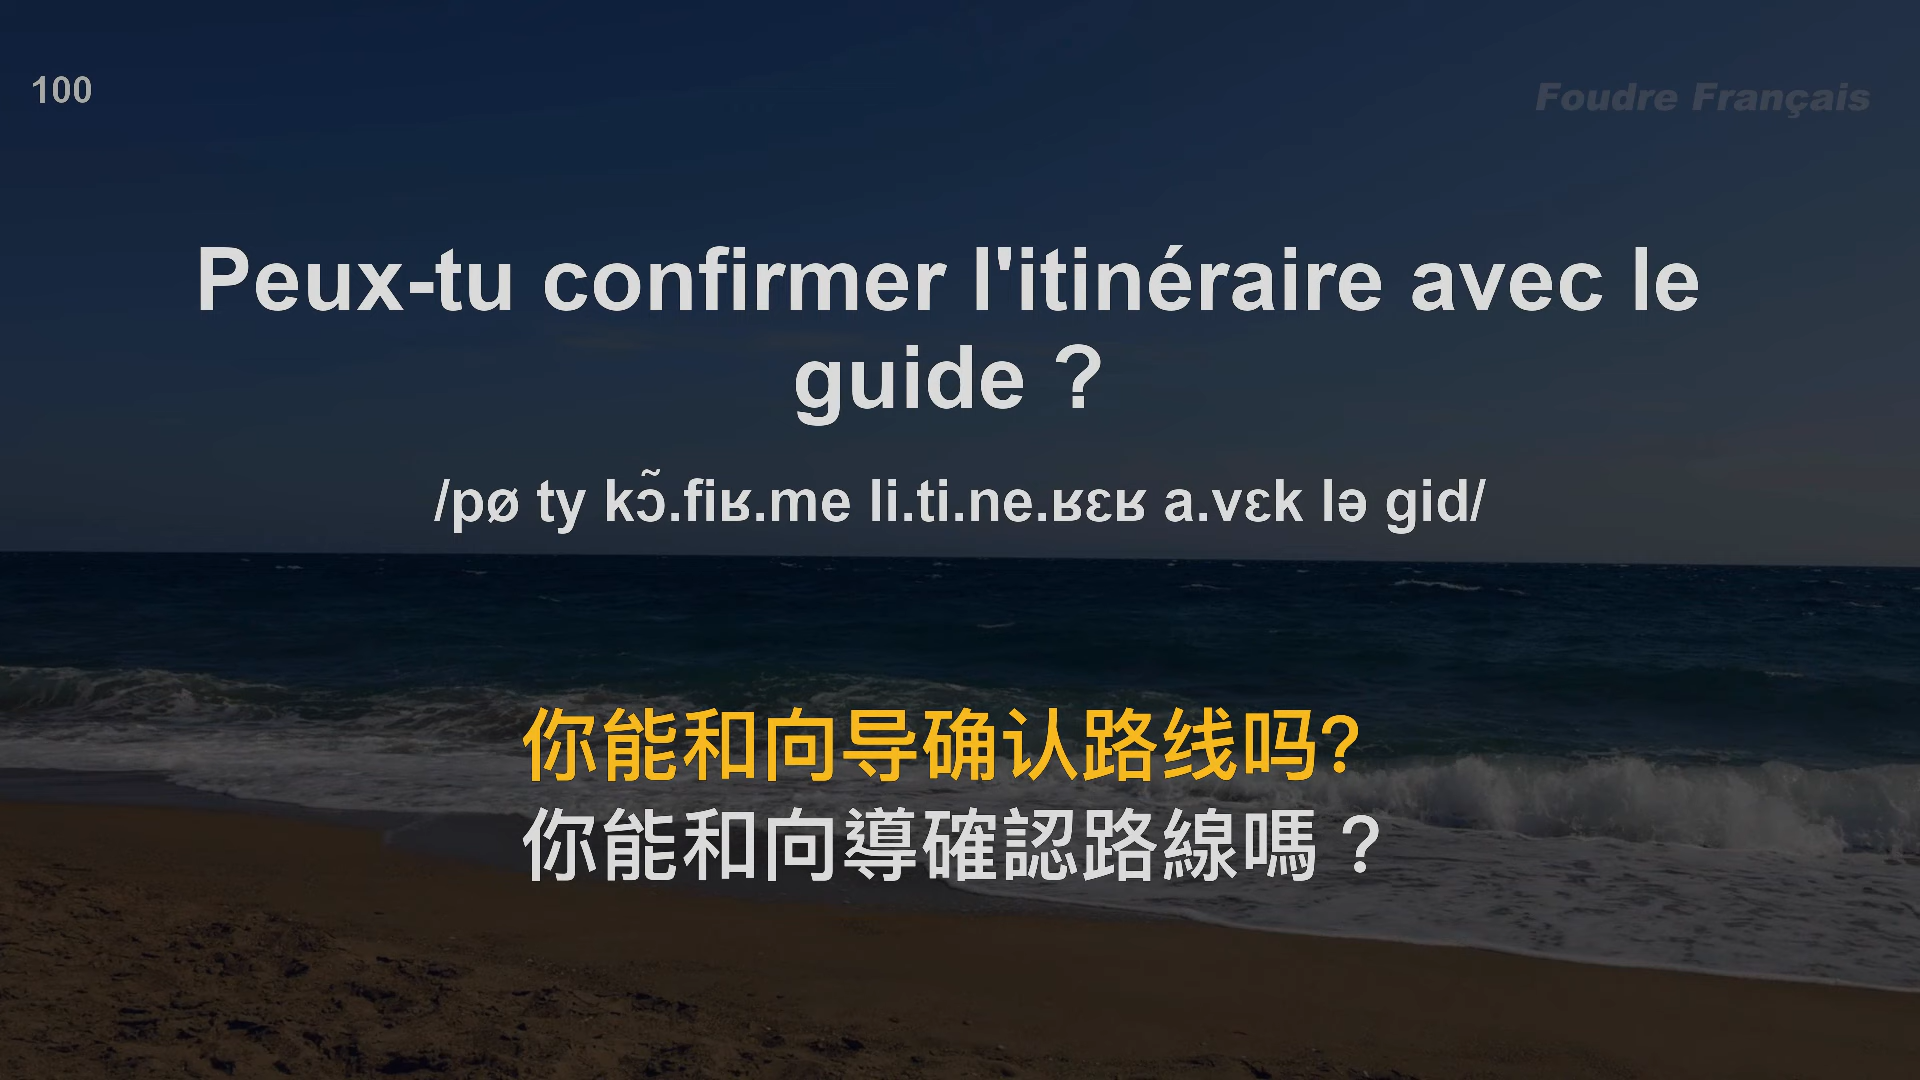 100
Foudre Français
Peux-tu confirmer l'itinéraire avec le
guide ?
/pø ty kɔ̃.fiʁ.me li.ti.ne.ʁɛʁ a.vɛk lə gid/
你能和向导确认路线吗?
你能和向導確認路線嗎？